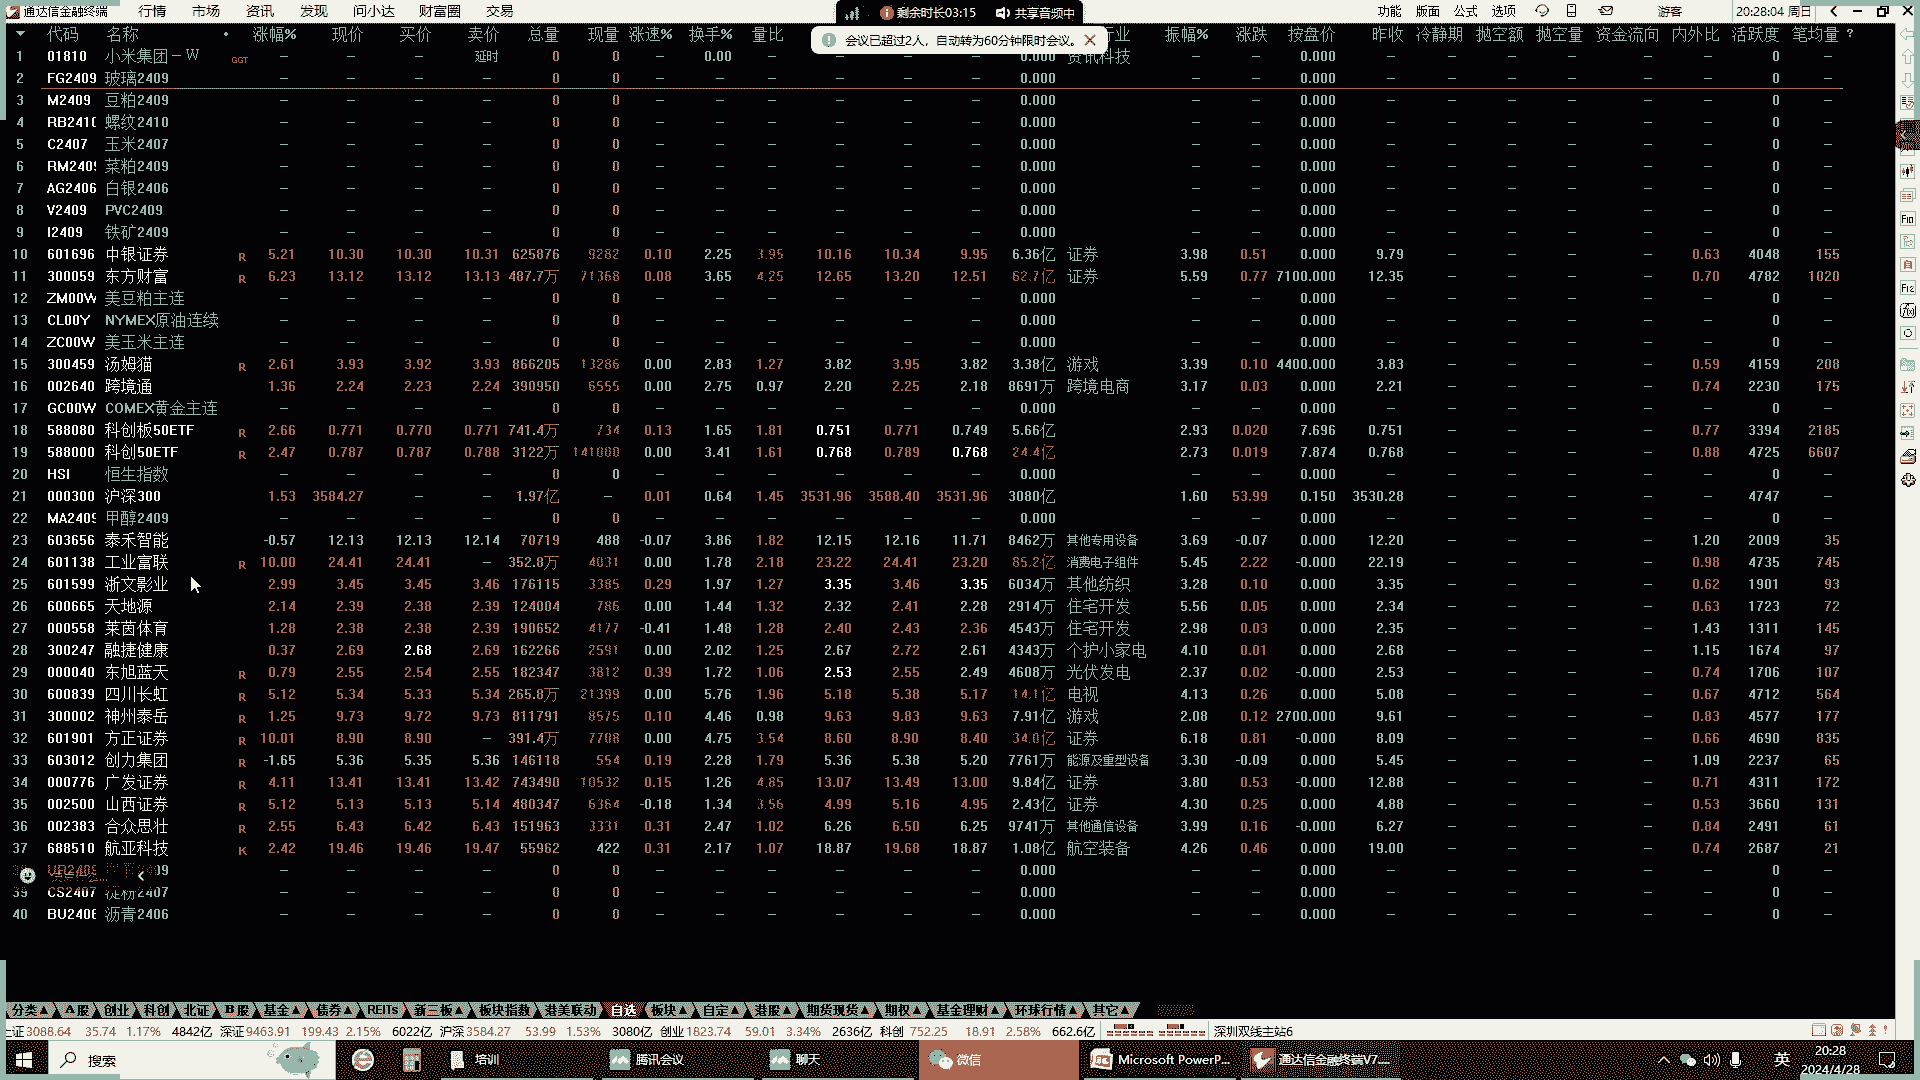 通达信金融终端 行情 市场 资讯 发现 问小达 财富圈 交易 剩余时长03:15 共享音频中 功能 版面 公式 选项 游客 20:28:04 周日
会议已超过2人，自动转为60分钟限时会议。
代码 名称 涨幅% 现价 买价 卖价 总量 现量 涨速% 换手% 量比 业 振幅% 涨跌 按盘价 昨收 冷静期 抛空额 抛空量 资金流向 内外比 活跃度 笔均量 ?
1 01810 小米集团-W GGT — — — 延时 0 0 — 0.00 — — — — 0.000 资讯科技 — — 0.000 — — — — — — 0 —
2 FG2409 玻璃2409 — — — — 0 0 — — — — — — 0.000 — — 0.000 — — — — — — 0 —
3 M2409 豆粕2409 — — — — 0 0 — — — — — — 0.000 — — 0.000 — — — — — — 0 —
4 RB2410 螺纹2410 — — — — 0 0 — — — — — — 0.000 — — 0.000 — — — — — — 0 —
5 C2407 玉米2407 — — — — 0 0 — — — — — — 0.000 — — 0.000 — — — — — — 0 —
6 RM2409 菜粕2409 — — — — 0 0 — — — — — — 0.000 — — 0.000 — — — — — — 0 —
7 AG2406 白银2406 — — — — 0 0 — — — — — — 0.000 — — 0.000 — — — — — — 0 —
8 V2409 PVC2409 — — — — 0 0 — — — — — — 0.000 — — 0.000 — — — — — — 0 —
9 I2409 铁矿2409 — — — — 0 0 — — — — — — 0.000 — — 0.000 — — — — — — 0 —
10 601696 中银证券 R 5.21 10.30 10.30 10.31 625876 9282 0.10 2.25 3.95 10.16 10.34 9.95 6.36亿 证券 3.98 0.51 0.000 9.79 — — — — 0.63 4048 155
11 300059 东方财富 R 6.23 13.12 13.12 13.13 487.7万 71368 0.08 3.65 4.25 12.65 13.20 12.51 62.7亿 证券 5.59 0.77 7100.000 12.35 — — — — 0.70 4782 1020
12 ZM00W 美豆粕主连 — — — — 0 0 — — — — — — 0.000 — — 0.000 — — — — — — 0 —
13 CL00Y NYMEX原油连续 — — — — 0 0 — — — — — — 0.000 — — 0.000 — — — — — — 0 —
14 ZC00W 美玉米主连 — — — — 0 0 — — — — — — 0.000 — — 0.000 — — — — — — 0 —
15 300459 汤姆猫 R 2.61 3.93 3.92 3.93 866205 13286 0.00 2.83 1.27 3.82 3.95 3.82 3.38亿 游戏 3.39 0.10 4400.000 3.83 — — — — 0.59 4159 208
16 002640 跨境通 1.36 2.24 2.23 2.24 390950 6555 0.00 2.75 0.97 2.20 2.25 2.18 8691万 跨境电商 3.17 0.03 0.000 2.21 — — — — 0.74 2230 175
17 GC00W COMEX黄金主连 — — — — 0 0 — — — — — — 0.000 — — 0.000 — — — — — — 0 —
18 588080 科创板50ETF R 2.66 0.771 0.770 0.771 741.4万 734 0.13 1.65 1.81 0.751 0.771 0.749 5.66亿 2.93 0.020 7.696 0.751 — — — — 0.77 3394 2185
19 588000 科创50ETF R 2.47 0.787 0.787 0.788 3122万 141000 0.00 3.41 1.61 0.768 0.789 0.768 24.4亿 2.73 0.019 7.874 0.768 — — — — 0.88 4725 6607
20 HSI 恒生指数 — — — — 0 0 — — — — — — 0.000 — — 0.000 — — — — — — 0 —
21 000300 沪深300 1.53 3584.27 — — 1.97亿 — 0.01 0.64 1.45 3531.96 3588.40 3531.96 3080亿 1.60 53.99 0.150 3530.28 — — — — — 4747 —
22 MA2409 甲醇2409 — — — — 0 0 — — — — — — 0.000 — — 0.000 — — — — — — 0 —
23 603656 泰禾智能 -0.57 12.13 12.13 12.14 70719 488 -0.07 3.86 1.82 12.15 12.16 11.71 8462万 其他专用设备 3.69 -0.07 0.000 12.20 — — — — 1.20 2009 35
24 601138 工业富联 R 10.00 24.41 24.41 — 352.8万 4031 0.10 1.78 2.18 23.22 24.41 23.20 85.2亿 消费电子组件 5.45 2.22 -0.000 22.19 — — — — 0.98 4735 745
25 601599 浙文影业 2.99 3.45 3.45 3.46 176115 3385 0.29 1.97 1.27 3.35 3.46 3.35 6034万 其他纺织 3.28 0.10 0.000 3.35 — — — — 0.62 1901 93
26 600665 天地源 2.14 2.39 2.38 2.39 124004 786 0.00 1.44 1.32 2.32 2.41 2.28 2914万 住宅开发 5.56 0.05 0.000 2.34 — — — — 0.63 1723 72
27 000558 莱茵体育 1.28 2.38 2.38 2.39 190652 4177 -0.41 1.48 1.28 2.40 2.43 2.36 4543万 住宅开发 2.98 0.03 0.000 2.35 — — — — 1.43 1311 145
28 300247 融捷健康 0.37 2.69 2.68 2.69 162266 2591 0.00 2.02 1.25 2.67 2.72 2.61 4343万 个护小家电 4.10 0.01 0.000 2.68 — — — — 1.15 1674 97
29 000040 东旭蓝天 R 0.79 2.55 2.54 2.55 182347 3812 0.39 1.72 1.06 2.53 2.55 2.49 4608万 光伏发电 2.37 0.02 -0.000 2.53 — — — — 0.74 1706 107
30 600839 四川长虹 R 5.12 5.34 5.33 5.34 265.8万 21399 0.00 5.76 1.96 5.18 5.38 5.17 14.1亿 电视 4.13 0.26 0.000 5.08 — — — — 0.67 4712 564
31 300002 神州泰岳 R 1.25 9.73 9.72 9.73 811791 8575 0.10 4.46 0.98 9.63 9.83 9.63 7.91亿 游戏 2.08 0.12 2700.000 9.61 — — — — 0.83 4577 177
32 601901 方正证券 R 10.01 8.90 8.90 — 391.4万 7708 0.00 4.75 3.54 8.60 8.90 8.40 34.0亿 证券 6.18 0.81 -0.000 8.09 — — — — 0.66 4690 835
33 603012 创力集团 R -1.65 5.36 5.35 5.36 146118 554 0.19 2.28 1.79 5.36 5.38 5.20 7761万 能源及重型设备 3.30 -0.09 0.000 5.45 — — — — 1.09 2237 65
34 000776 广发证券 R 4.11 13.41 13.41 13.42 743490 10532 0.15 1.26 4.85 13.07 13.49 13.00 9.84亿 证券 3.80 0.53 -0.000 12.88 — — — — 0.71 4311 172
35 002500 山西证券 R 5.12 5.13 5.13 5.14 480347 6364 -0.18 1.34 3.56 4.99 5.16 4.95 2.43亿 证券 4.30 0.25 0.000 4.88 — — — — 0.53 3660 131
36 002383 合众思壮 R 2.55 6.43 6.42 6.43 151963 3331 0.31 2.47 1.02 6.26 6.50 6.25 9741万 其他通信设备 3.99 0.16 -0.000 6.27 — — — — 0.84 2491 61
37 688510 航亚科技 K 2.42 19.46 19.46 19.47 55962 422 0.31 2.17 1.07 18.87 19.68 18.87 1.08亿 航空装备 4.26 0.46 0.000 19.00 — — — — 0.74 2687 21
— — — — 0 0 — — — — — — 0.000 — — 0.000 — — — — — — 0 —
39 CS2407 淀粉2407 — — — — 0 0 — — — — — — 0.000 — — 0.000 — — — — — — 0 —
40 BU2406 沥青2406 — — — — 0 0 — — — — — — 0.000 — — 0.000 — — — — — — 0 —
分类▲ A股 创业 科创 北证 B股 基金▲ 债券▲ REITs 新三板▲ 板块指数 港美联动 自选 板块▲ 自定▲ 港股▲ 期货现货▲ 期权▲ 基金理财▲ 环球行情▲ 其它▲
上证3088.64 35.74 1.17% 4842亿 深证9463.91 199.43 2.15% 6022亿 沪深3584.27 53.99 1.53% 3080亿 创业1823.74 59.01 3.34% 2636亿 科创 752.25 18.91 2.58% 662.6亿 深圳双线主站6
搜索 培训 腾讯会议 聊天 微信 Microsoft PowerP... 通达信金融终端V7.... 英 20:28
2024/4/28